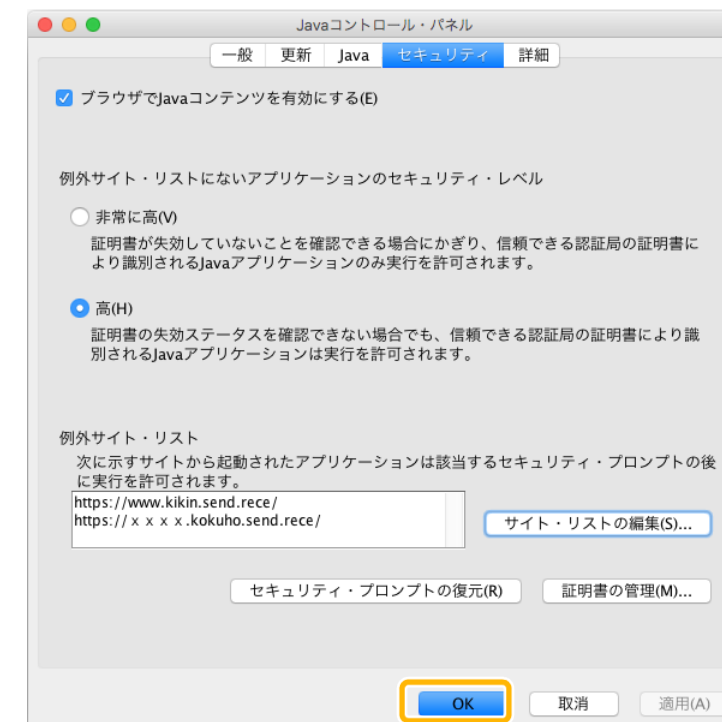 Javaコントロール・パネル
一般 更新 Java セキュリティ 詳細
ブラウザでJavaコンテンツを有効にする(E)
例外サイト・リストにないアプリケーションのセキュリティ・レベル
非常に高(V)
証明書が失効していないことを確認できる場合にかぎり、信頼できる認証局の証明書に
より識別されるJavaアプリケーションのみ実行を許可されます。
高(H)
証明書の失効ステータスを確認できない場合でも、信頼できる認証局の証明書により識
別されるJavaアプリケーションは実行を許可されます。
例外サイト・リスト
次に示すサイトから起動されたアプリケーションは該当するセキュリティ・プロンプトの後
に実行を許可されます。
https://www.kikin.send.rece/
https://ｘｘｘｘ.kokuho.send.rece/
サイト・リストの編集(S)...
セキュリティ・プロンプトの復元(R) 証明書の管理(M)...
OK 取消 適用(A)